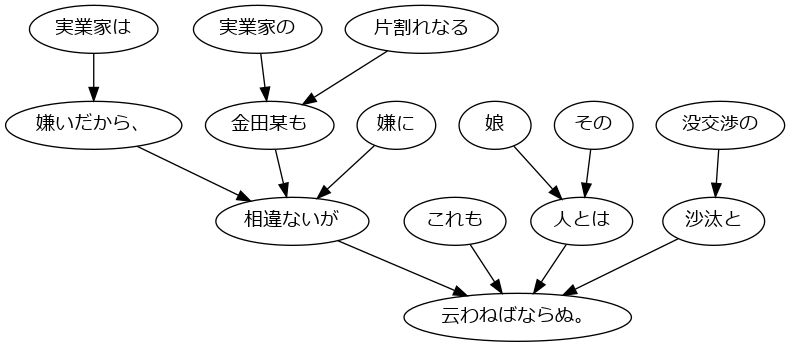 実業家は 実業家の 片割れなる
嫌いだから、 金田某も 嫌に 娘 その 没交渉の
相違ないが これも 人とは 沙汰と
云わねばならぬ。